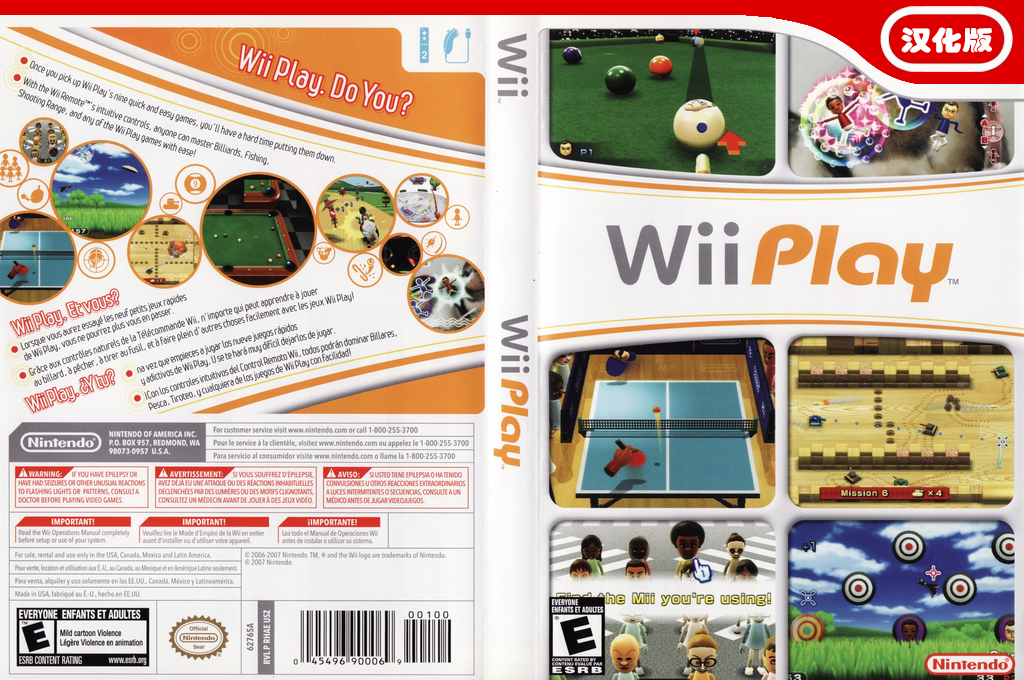 汉化版
Wii Play. Do You?
2
Once you pick up Wii Play's nine quick and easy games, you'll have a hard time putting them down.
With the Wii Remote™'s intuitive controls, anyone can master Billiards, Fishing,
Shooting Range, and any of the Wii Play games with ease!
Wii Play. Et vous?
Lorsque vous aurez essayé les neuf petits jeux rapides
de Wii Play, vous ne pourrez plus vous en passer.
Grâce aux contrôles naturels de la Télécommande Wii, n'importe qui peut apprendre à jouer
au billard, à pêcher, à tirer au fusil, et à faire plein d'autres choses facilement avec les jeux Wii Play!
Wii Play. ¿Y tu?
na vez que empieces a jugar los nueve juegos rápidos
y adictivos de Wii Play. U se te hará muy difícil dejarlos de jugar.
¡Con los controles intuitivos del Control Remoto Wii, todos podrán dominar Billares,
Pesca, Tiroteo, y cualquiera de los juegos de Wii Play con facilidad!
Nintendo
NINTENDO OF AMERICA INC.
P.O. BOX 957, REDMOND, WA
98073-0957 U.S.A.
For customer service visit www.nintendo.com or call 1-800-255-3700
Pour le service à la clientèle, visitez www.nintendo.com ou appelez le 1-800-255-3700
Para servicio al consumidor visite www.nintendo.com o llame la 1-800-255-3700
WARNING: IF YOU HAVE EPILEPSY OR
HAVE HAD SEIZURES OR OTHER UNUSUAL REACTIONS
TO FLASHING LIGHTS OR PATTERNS, CONSULT A
DOCTOR BEFORE PLAYING VIDEO GAMES.
AVERTISSEMENT: SI VOUS SOUFFREZ D'ÉPILEPSIE,
AVEZ DÉJÀ EU UNE ATTAQUE OU DES RÉACTIONS INHABITUELLES
DÉCLENCHÉES PAR DES LUMIÈRES OU DES MOTIFS CLIGNOTANTS,
CONSULTEZ UN MÉDECIN AVANT DE JOUER À DES JEUX VIDÉO.
AVISO: SI USTED TIENE EPILEPSIA O HA TENIDO
CONVULSIONES U OTROS REACCIONES EXTRAORDINARIOS
A LUCES INTERMITENTES O SECUENCIAS, CONSULTE A UN
MÉDICO ANTES DE JUGAR VIDEOJUEGOS.
IMPORTANT!
Read the Wii Operations Manual completely
before setup or use of your system.
IMPORTANT!
Veuillez lire le Mode d'Emploi de la Wii en entier
avant d'installer ou d'utiliser votre appareil.
¡IMPORTANTE!
Lea todo el Manual de Operaciones Wii
antes de instalar o utilizar su sistema.
For sale, rental and use only in the USA, Canada, Mexico and Latin America.
Pour vente, location et utilisation aux É.-U., au Canada, au Mexique et en Amérique Latine seulement.
Para venta, alquiler y uso solamente en los EE.UU., Canadá, México y Latinoamérica.
Made in USA, fabriqué au É.-U., hecho en EE.UU.
© 2006-2007 Nintendo. TM, ® and the Wii logo are trademarks of Nintendo.
© 2007 Nintendo.
EVERYONE ENFANTS ET ADULTES
E
Mild cartoon Violence
Légère Violence en animation
ESRB CONTENT RATING www.esrb.org
Official
Nintendo
Seal
62765A
RVL P RHAE USZ
00100
0 45496 90006 9
Wii
Wii Play
P1
Wii Play™
Mission 6 ×4
Find the Mii you're using!
EVERYONE
ENFANTS ET ADULTES
E
CONTENT RATED BY
CONTENU ÉVALUÉ PAR
ESRB
+1
33
Nintendo